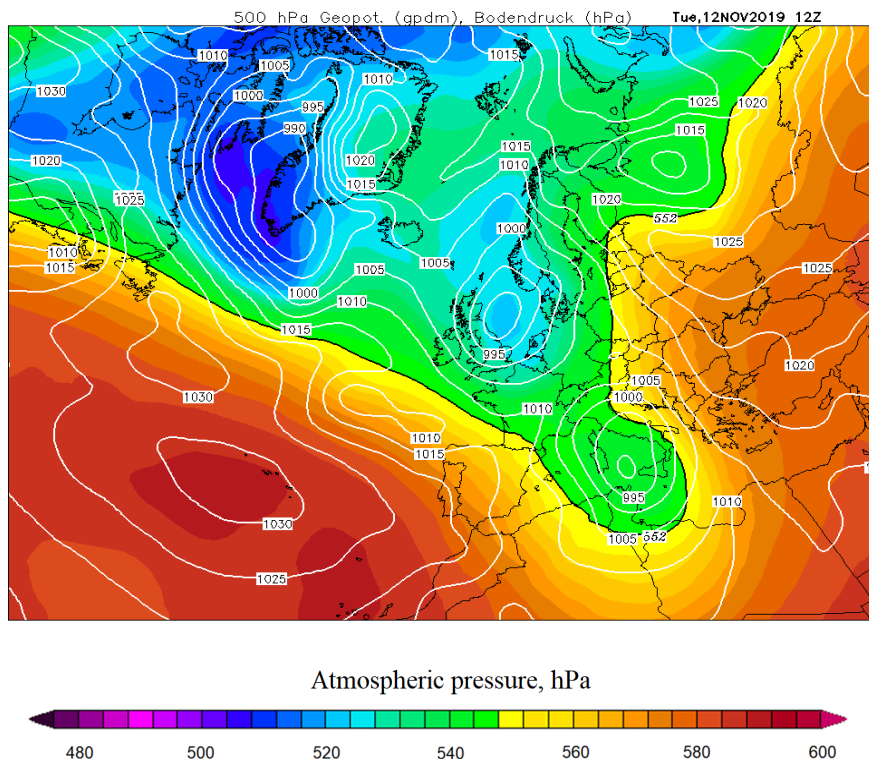 500 hPa Geopot. (gpdm), Bodendruck (hPa) Tue,12NOV2019 12Z
1010 1015
1005 1010
1030 1000 995 1025 1020
990 1015
1020 1020 1015 1015
1010
1025 1020 552
1000 1025
1010 1005 1005 1025
1015 1000 1010
1015 995 1020
1030 1005
1000
1010 1010
1015
995 1010
1030
1005 552
1025
Atmospheric pressure, hPa
480 500 520 540 560 580 600